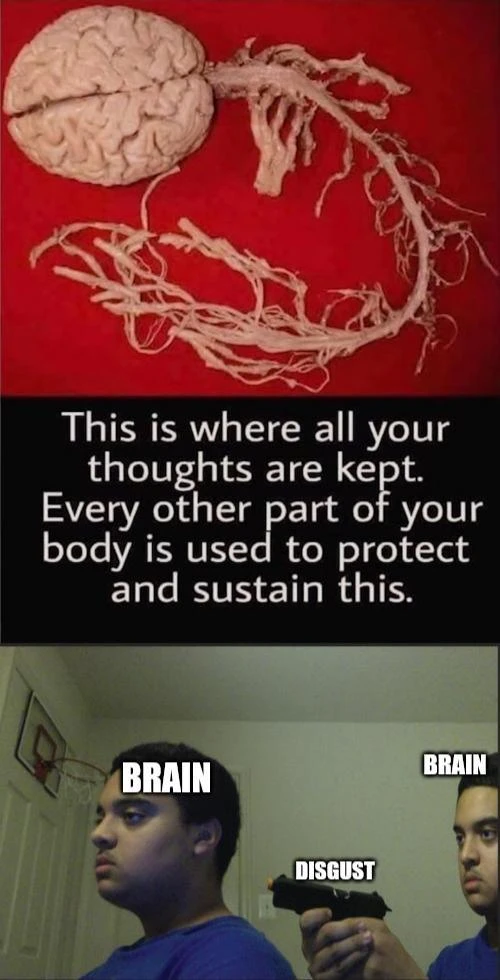 This is where all your
thoughts are kept.
Every other part of your
body is used to protect
and sustain this.
BRAIN
BRAIN
DISGUST